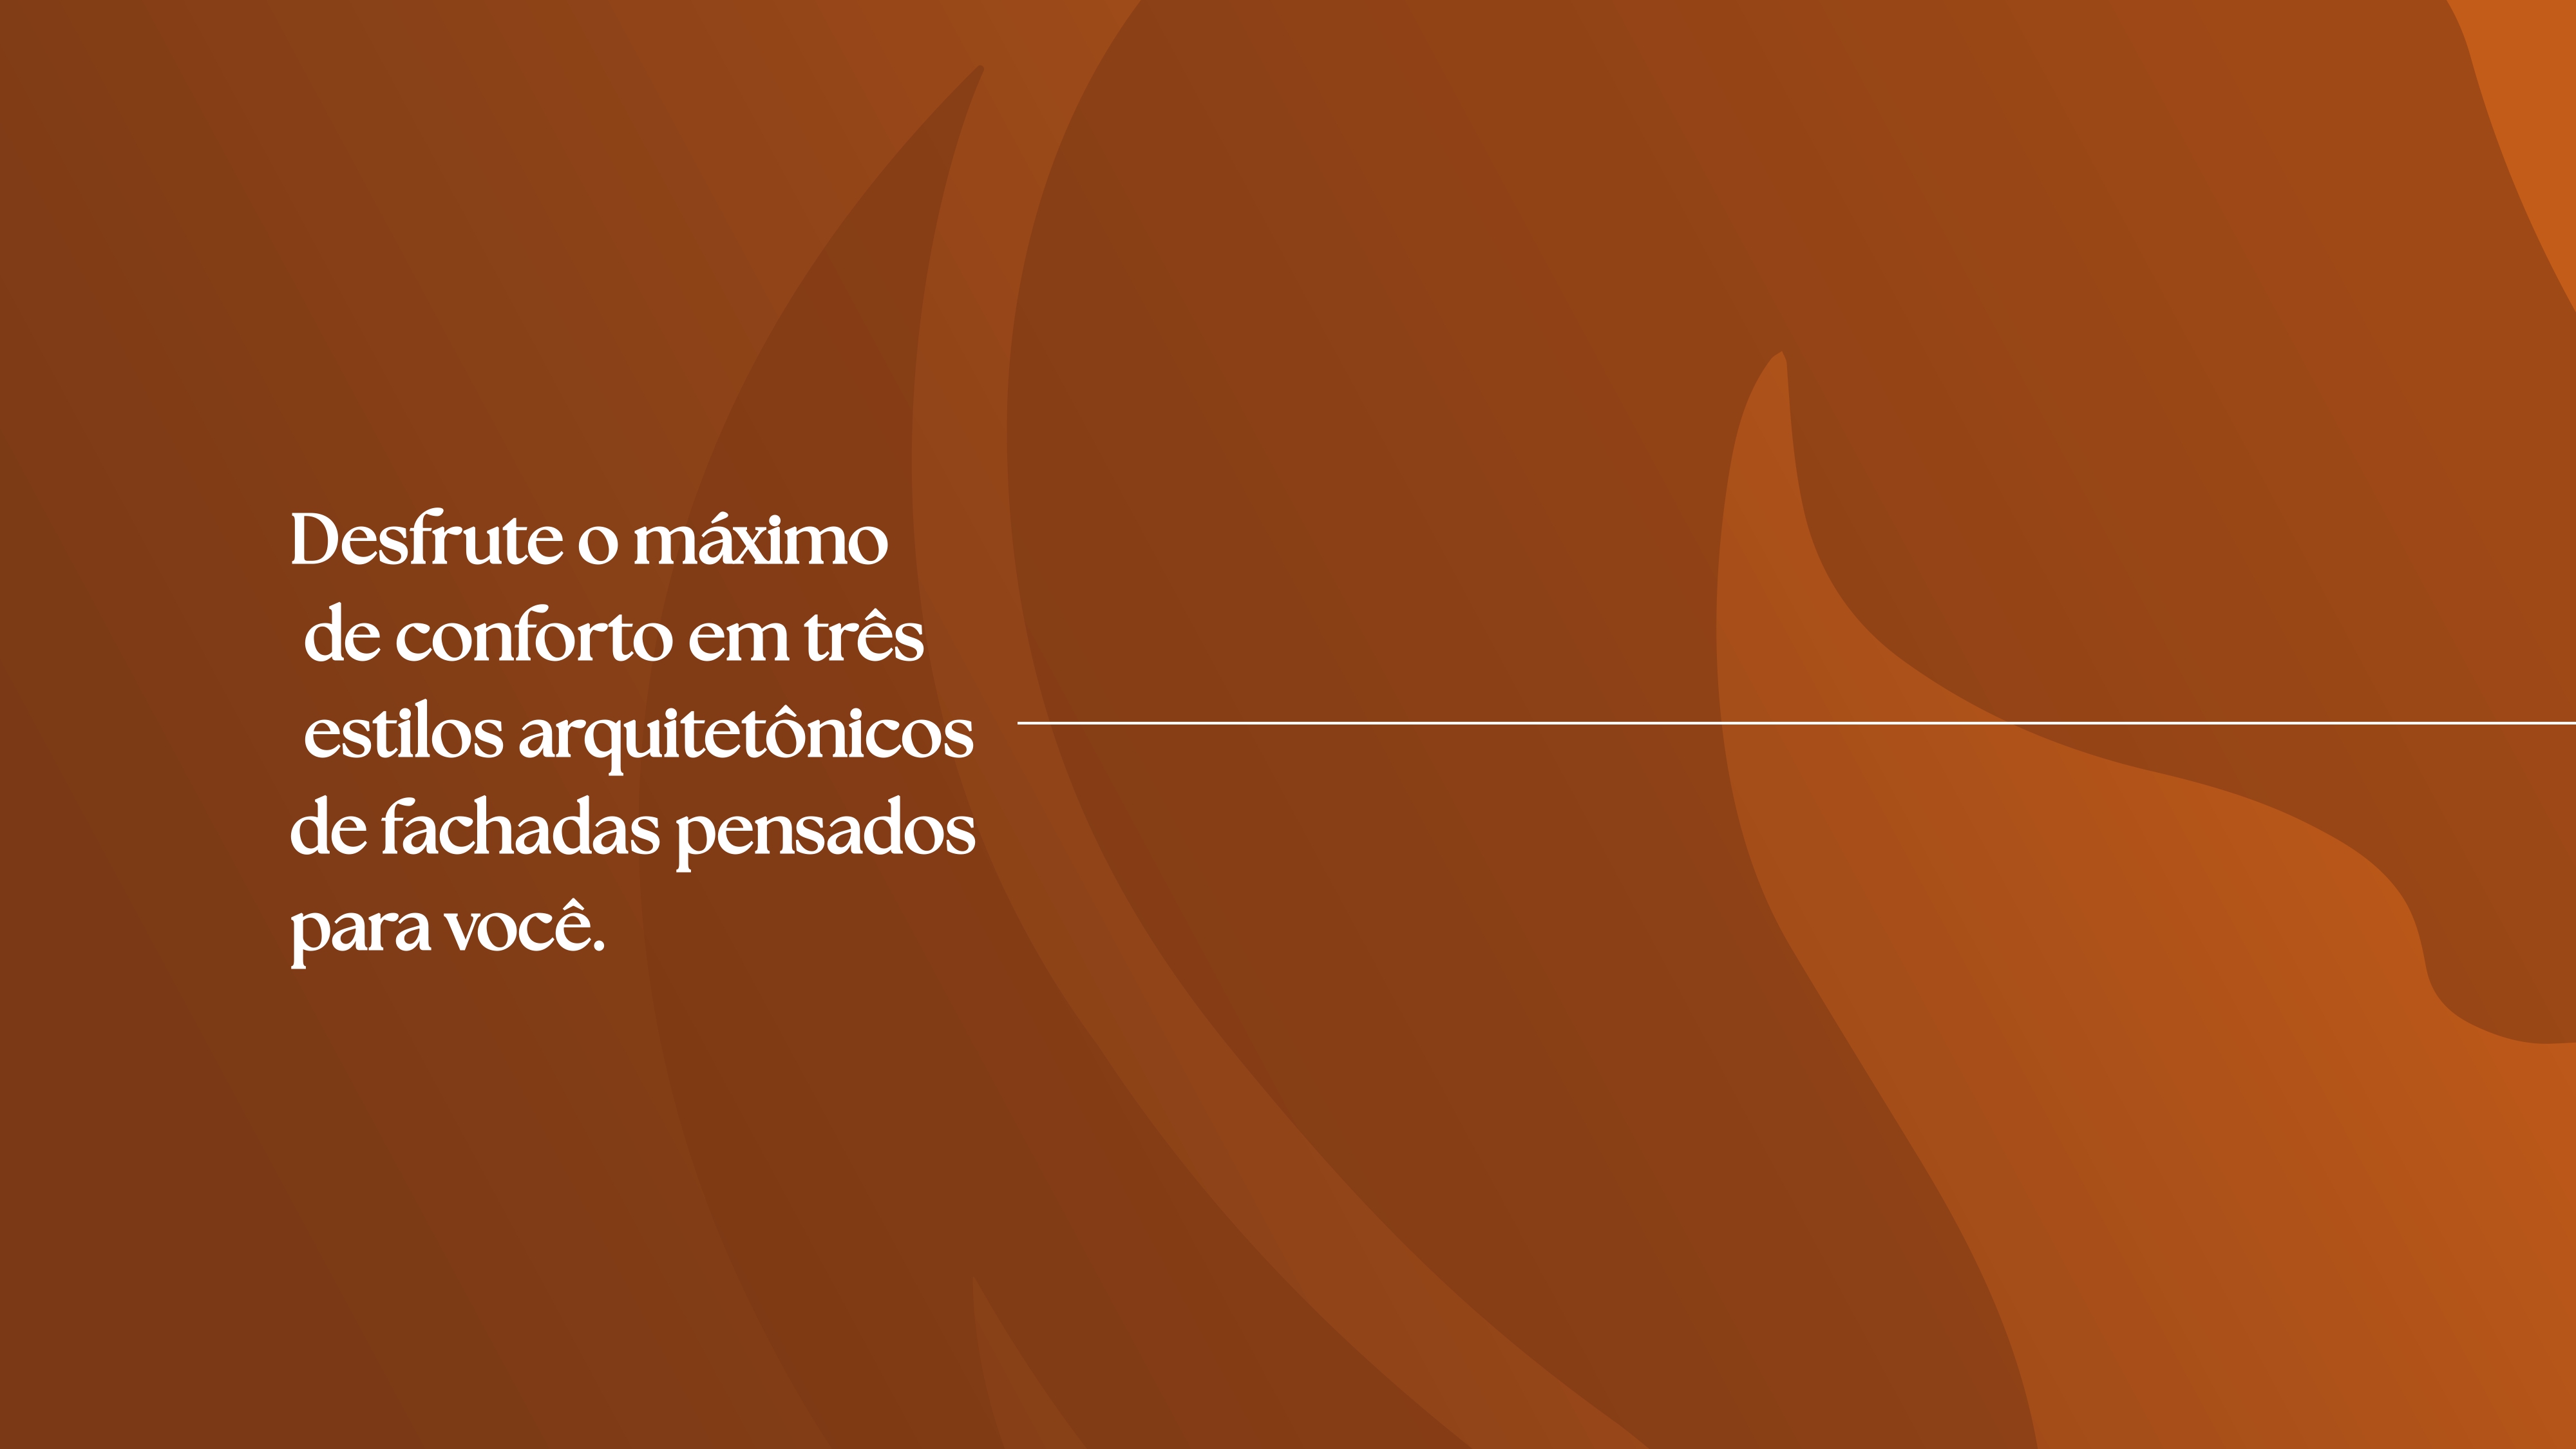 Desfrute o máximo
de conforto em três
estilos arquitetônicos
de fachadas pensados
para você.